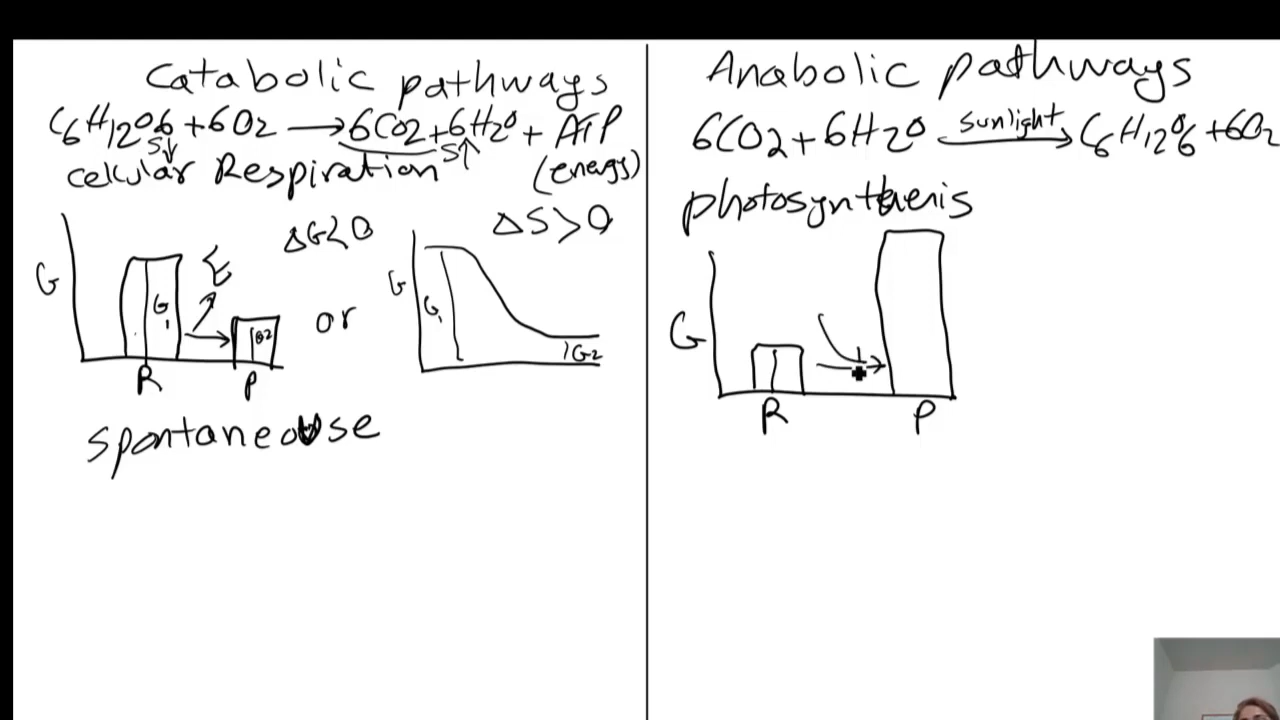 Catabolic pathways
C6H12O6 + 6O2 → 6CO2 + 6H2O + ATP
S↓ S↑
cellular Respiration (energy)
ΔG<0 ΔS>0
G G1 E G2 or G G1 G2
R P
spontaneouse
Anabolic pathways
6CO2 + 6H2O sunlight → C6H12O6 + 6O2
photosynthesis
G
R P